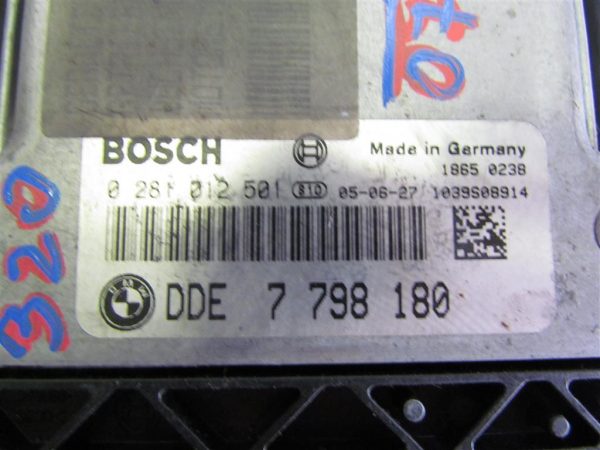 BOSCH
Made in Germany
1865 0238
0 281 012 501 S10 05-06-27 1039S08914
DDE 7 798 180
320